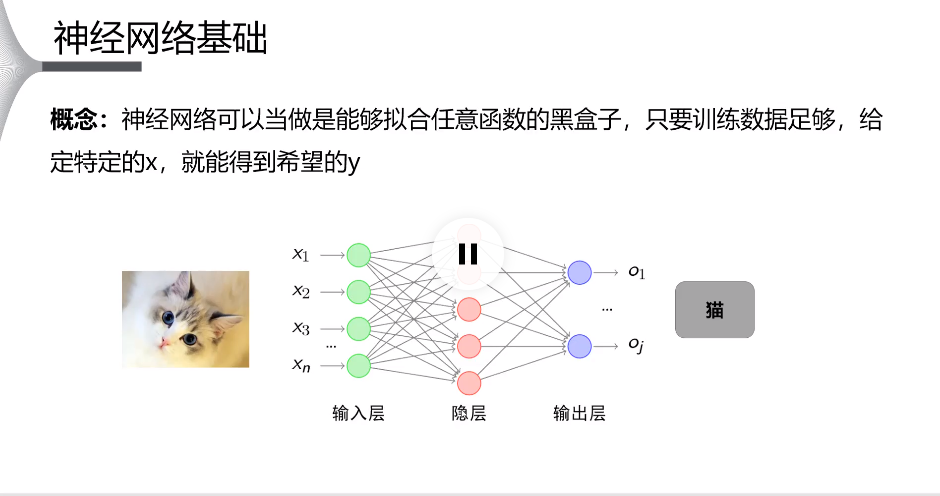 神经网络基础
概念：神经网络可以当做是能够拟合任意函数的黑盒子，只要训练数据足够，给
定特定的x，就能得到希望的y
x1
x2
x3
...
xn
o1
...
oj
猫
输入层 隐层 输出层